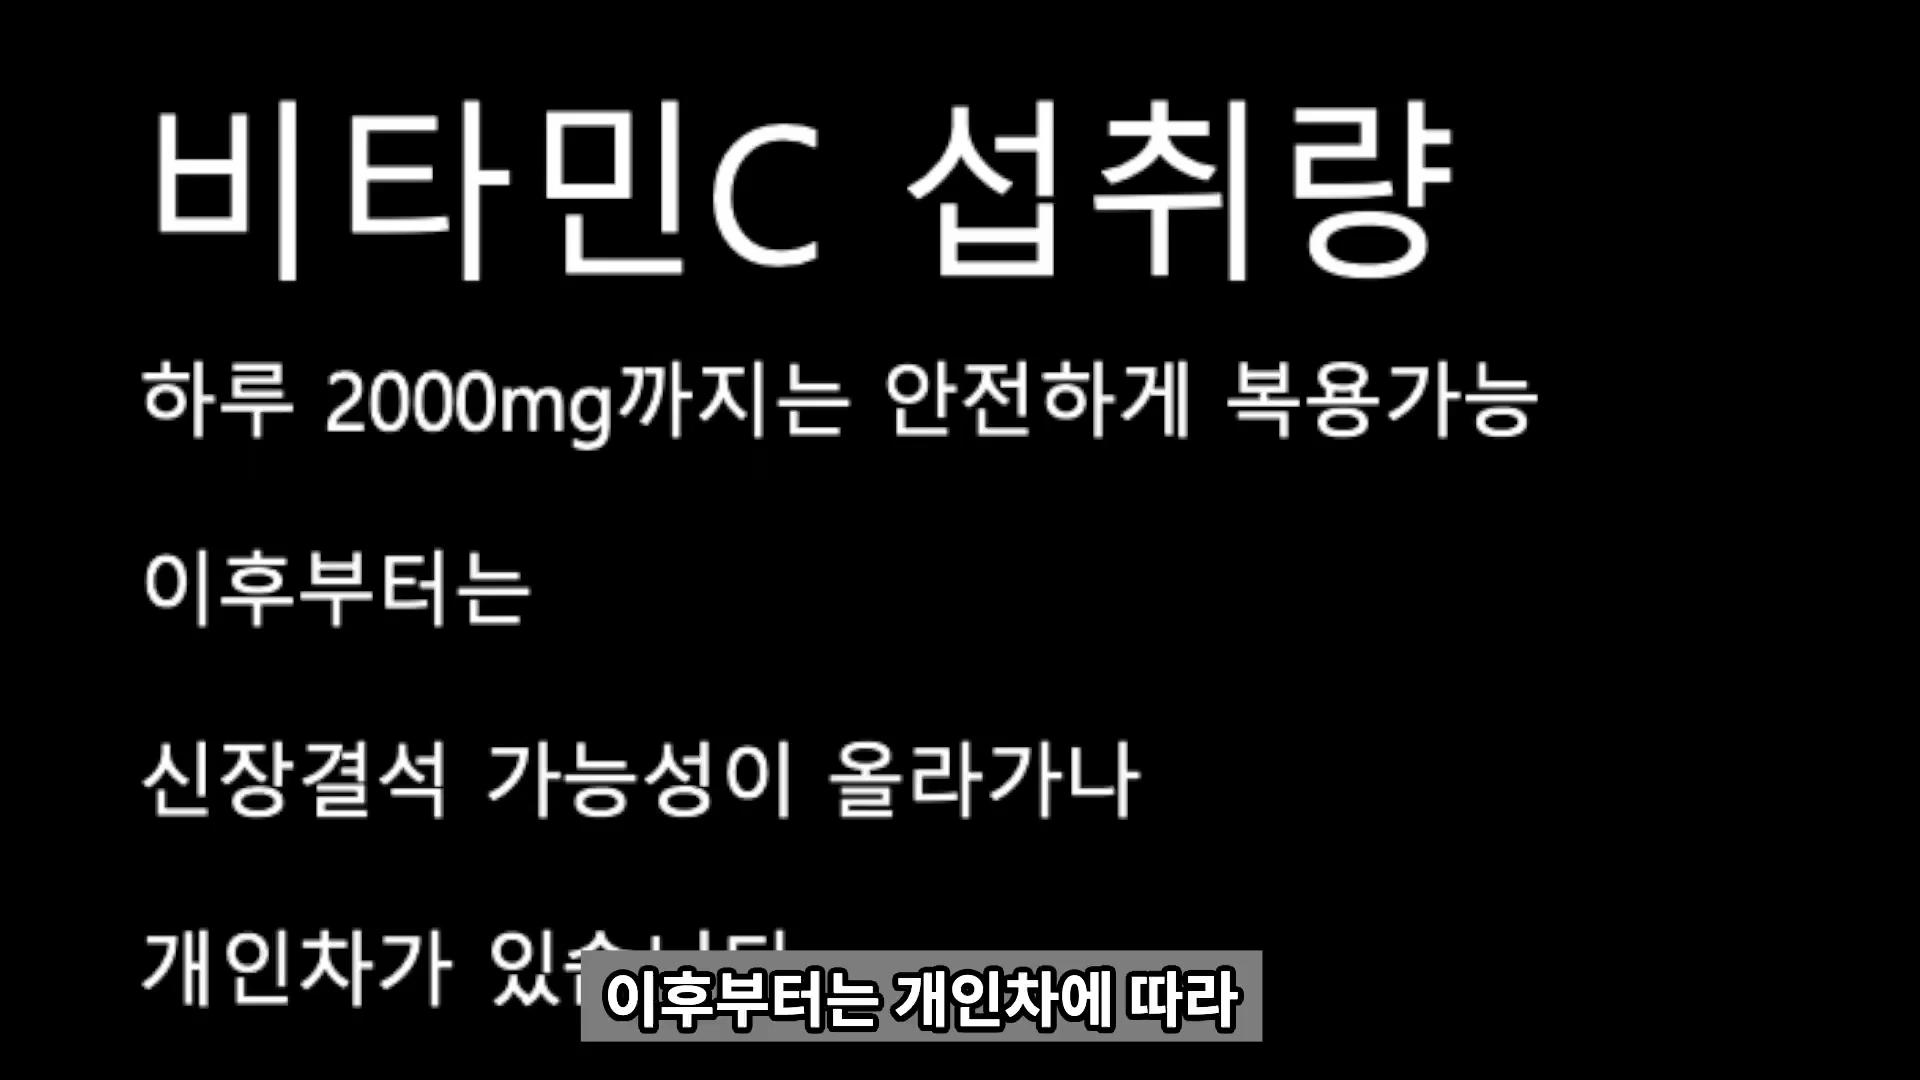 비타민C 섭취량
하루 2000mg까지는 안전하게 복용가능
이후부터는
신장결석 가능성이 올라가나
개인차가
이후부터는 개인차에 따라